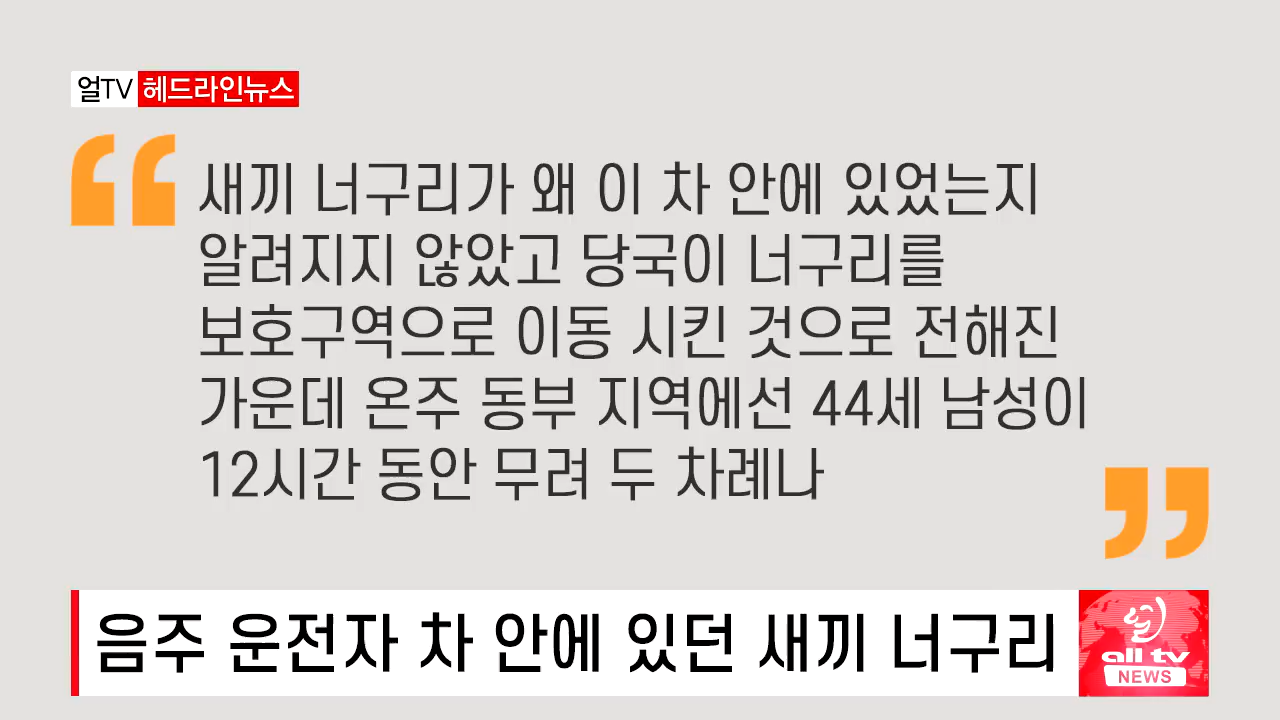 얼TV 헤드라인뉴스
새끼 너구리가 왜 이 차 안에 있었는지
알려지지 않았고 당국이 너구리를
보호구역으로 이동 시킨 것으로 전해진
가운데 온주 동부 지역에선 44세 남성이
12시간 동안 무려 두 차례나
음주 운전자 차 안에 있던 새끼 너구리
얼
all tv
NEWS